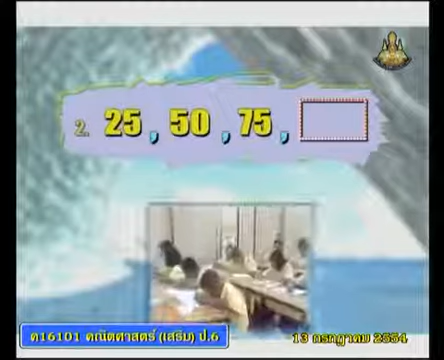 2. 25 , 50 , 75 ,
ค16101 คณิตศาสตร์ (เสริม) ป.6
13 กรกฎาคม 2554